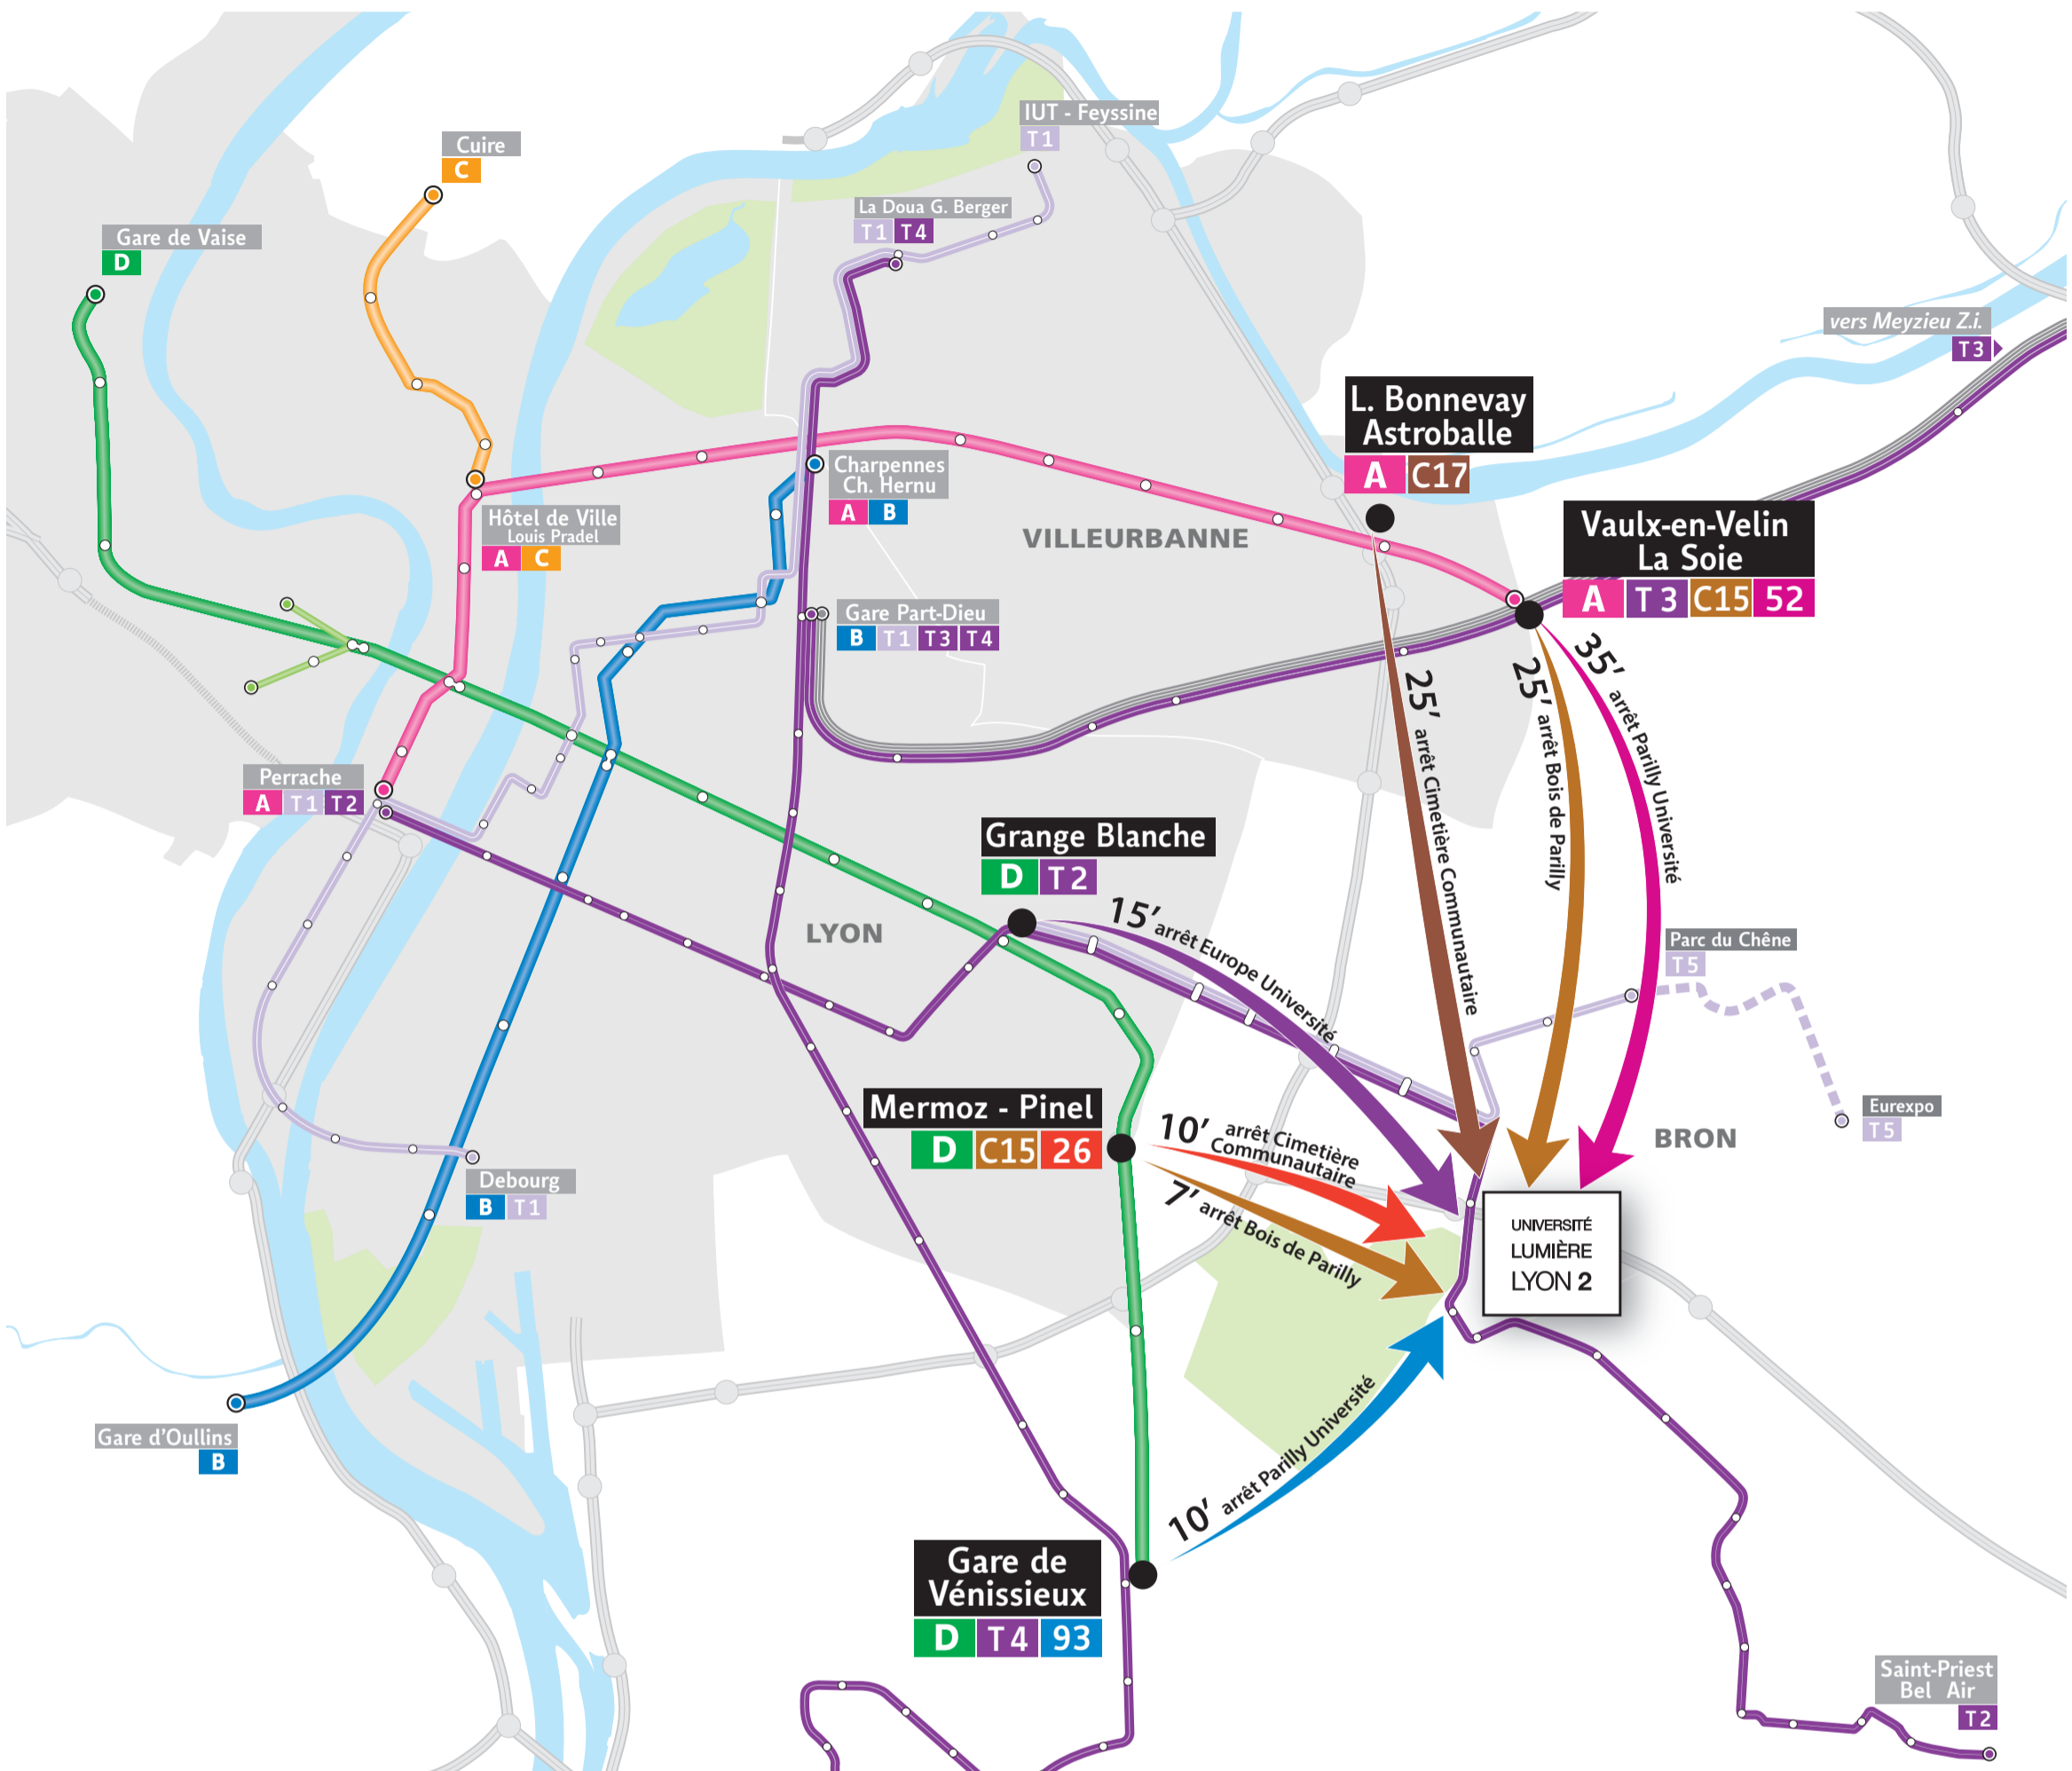 IUT - Feyssine
T1
Cuire
C
La Doua G. Berger
T1 T4
Gare de Vaise
D
vers Meyzieu Z.i.
T3
L. Bonnevay
Astroballe
A C17
Charpennes
Ch. Hernu
A B
Hôtel de Ville
Louis Pradel
A C
VILLEURBANNE
Vaulx-en-Velin
La Soie
A T3 C15 52
Gare Part-Dieu
B T1 T3 T4
35' arrêt Parilly Université
25' arrêt Bois de Parilly
25' arrêt Cimetière Communautaire
Perrache
A T1 T2
Grange Blanche
D T2
15' arrêt Europe Université
LYON
Parc du Chêne
T5
Mermoz - Pinel
D C15 26
10' arrêt Cimetière
Communautaire
7' arrêt Bois de Parilly
BRON
Eurexpo
T5
Debourg
B T1
UNIVERSITÉ
LUMIÈRE
LYON 2
10' arrêt Parilly Université
Gare d'Oullins
B
Gare de
Vénissieux
D T4 93
Saint-Priest
Bel Air
T2